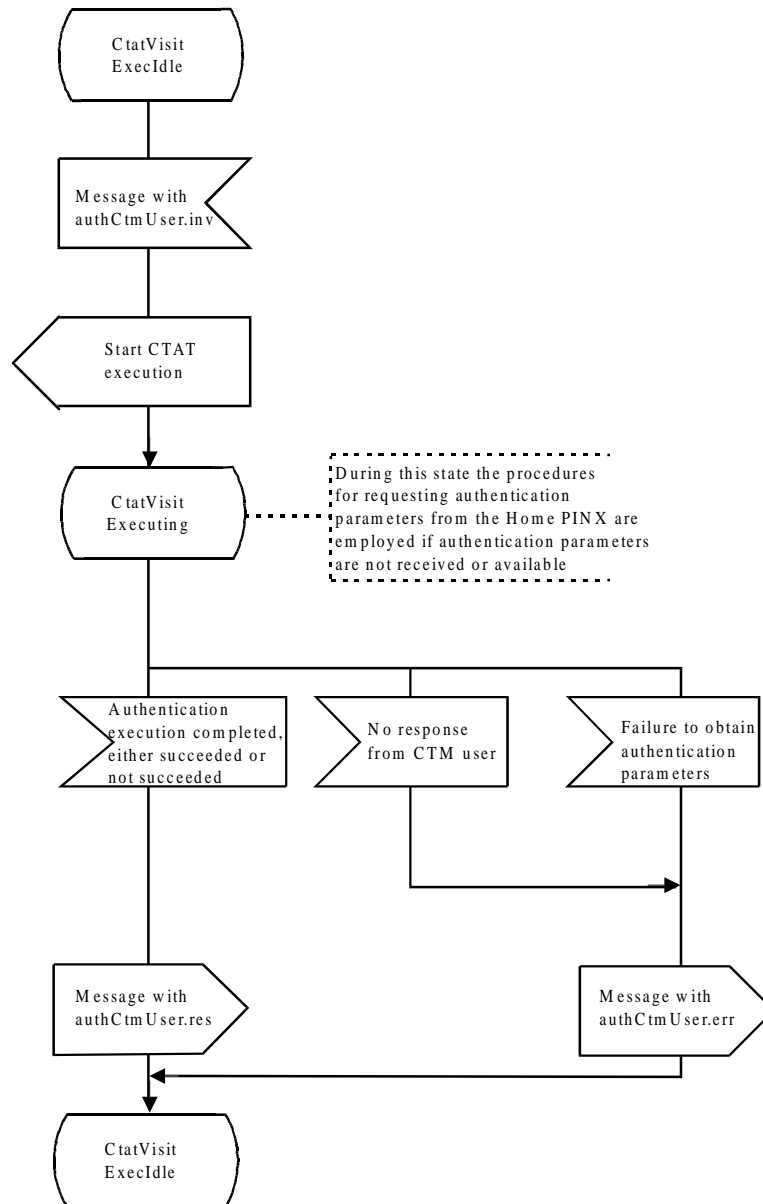 CtatVisit
ExecIdle
Message with
authCtmUser.inv
Start CTAT
execution
CtatVisit
Executing
During this state the procedures
for requesting authentication
parameters from the Home PINX are
employed if authentication parameters
are not received or available
Authentication
execution completed,
either succeeded or
not succeeded
No response
from CTM user
Failure to obtain
authentication
parameters
Message with
authCtmUser.res
Message with
authCtmUser.err
CtatVisit
ExecIdle